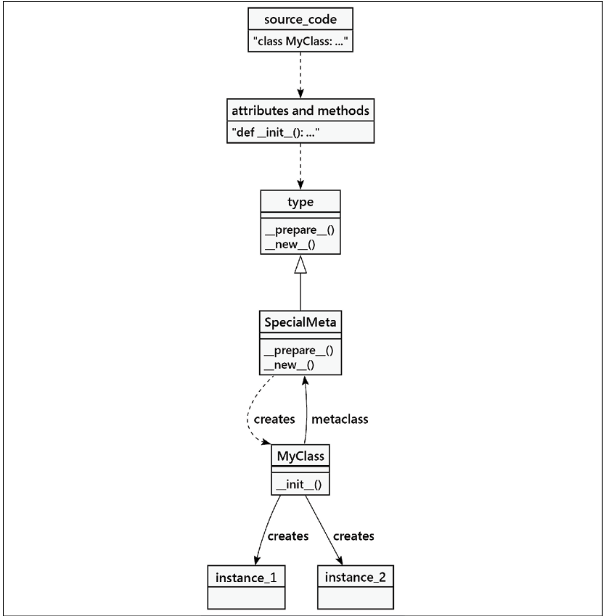 source_code
"class MyClass: ..."
attributes and methods
"def __init__(): ..."
type
__prepare__()
__new__()
SpecialMeta
__prepare__()
__new__()
creates metaclass
MyClass
__init__()
creates creates
instance_1 instance_2